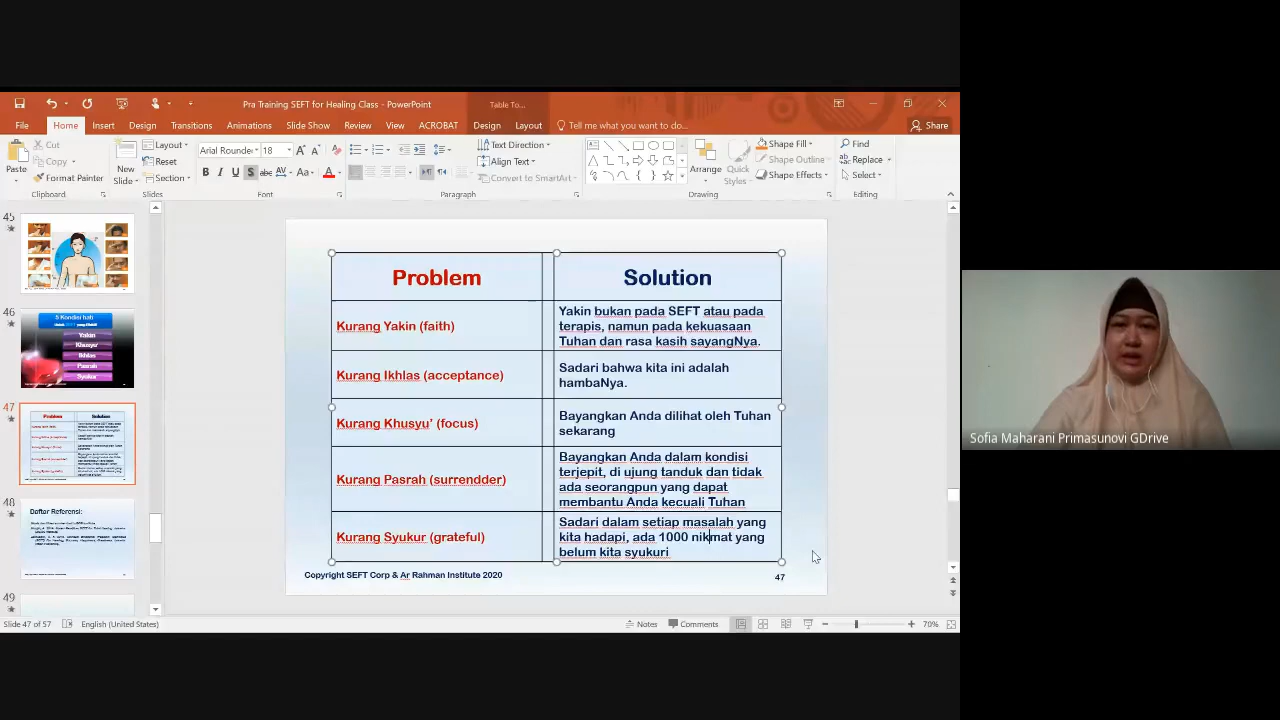 Pra Training SEFT for Healing Class - PowerPoint
Table To...
File
Home
Insert
Design
Transitions
Animations
Slide Show
Review
View
ACROBAT
Design
Layout
Tell me what you want to do...
Share
Paste
Cut
Copy
Format Painter
Clipboard
New
Slide
Layout
Reset
Section
Slides
Arial Rounde
18
B I U S abc AV Aa A
Font
Text Direction
Align Text
Convert to SmartArt
Paragraph
Arrange
Quick
Styles
Shape Fill
Shape Outline
Shape Effects
Drawing
Find
Replace
Select
Editing
45
46
5 Kondisi hati
Yakin
Khusyu'
Ikhlas
Pasrah
Syukur
47
Problem
Solution
48
Daftar Referensi:
49
Problem
Solution
Kurang Yakin (faith)
Yakin bukan pada SEFT atau pada
terapis, namun pada kekuasaan
Tuhan dan rasa kasih sayangNya.
Kurang Ikhlas (acceptance)
Sadari bahwa kita ini adalah
hambaNya.
Kurang Khusyu’ (focus)
Bayangkan Anda dilihat oleh Tuhan
sekarang
Kurang Pasrah (surrendder)
Bayangkan Anda dalam kondisi
terjepit, di ujung tanduk dan tidak
ada seorangpun yang dapat
membantu Anda kecuali Tuhan
Kurang Syukur (grateful)
Sadari dalam setiap masalah yang
kita hadapi, ada 1000 nikmat yang
belum kita syukuri
Copyright SEFT Corp & Ar Rahman Institute 2020
47
Slide 47 of 57
English (United States)
Notes
Comments
70%
Sofia Maharani Primasunovi GDrive